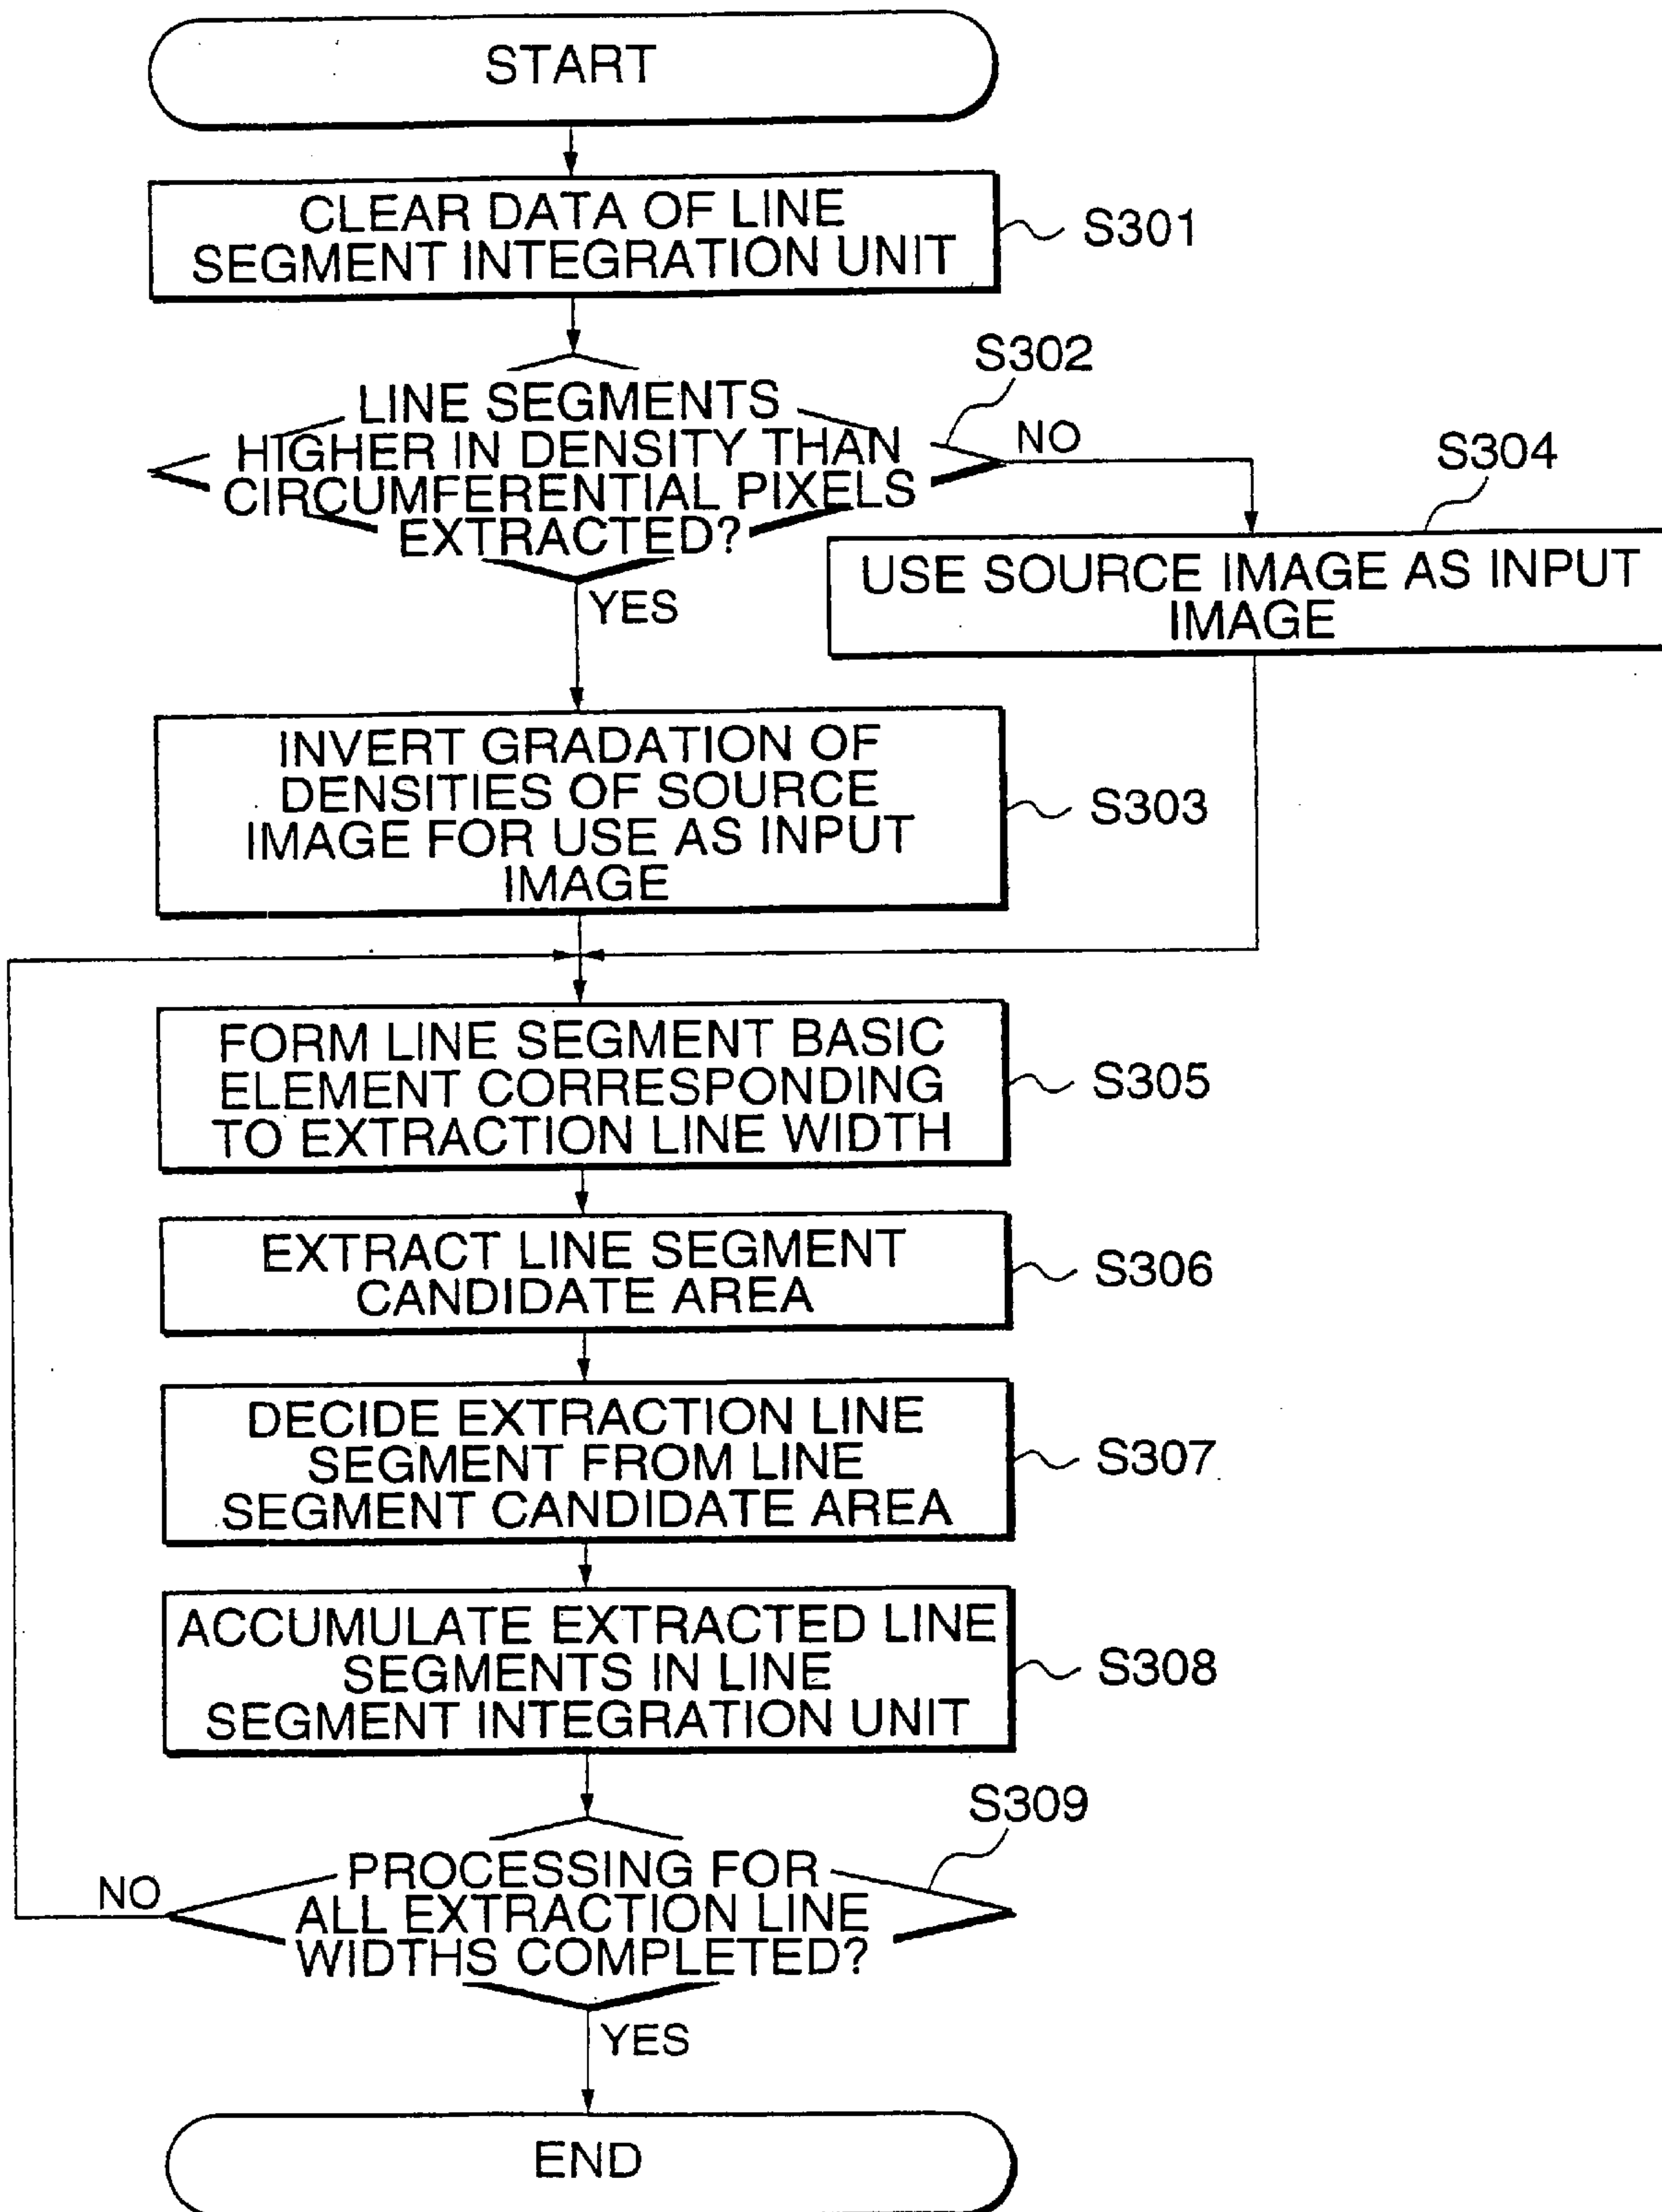 START
CLEAR DATA OF LINE
SEGMENT INTEGRATION UNIT
S301
S302
LINE SEGMENTS
HIGHER IN DENSITY THAN
CIRCUMFERENTIAL PIXELS
EXTRACTED?
NO
S304
USE SOURCE IMAGE AS INPUT
IMAGE
YES
INVERT GRADATION OF
DENSITIES OF SOURCE
IMAGE FOR USE AS INPUT
IMAGE
S303
FORM LINE SEGMENT BASIC
ELEMENT CORRESPONDING
TO EXTRACTION LINE WIDTH
S305
EXTRACT LINE SEGMENT
CANDIDATE AREA
S306
DECIDE EXTRACTION LINE
SEGMENT FROM LINE
SEGMENT CANDIDATE AREA
S307
ACCUMULATE EXTRACTED LINE
SEGMENTS IN LINE
SEGMENT INTEGRATION UNIT
S308
S309
PROCESSING FOR
ALL EXTRACTION LINE
WIDTHS COMPLETED?
NO
YES
END